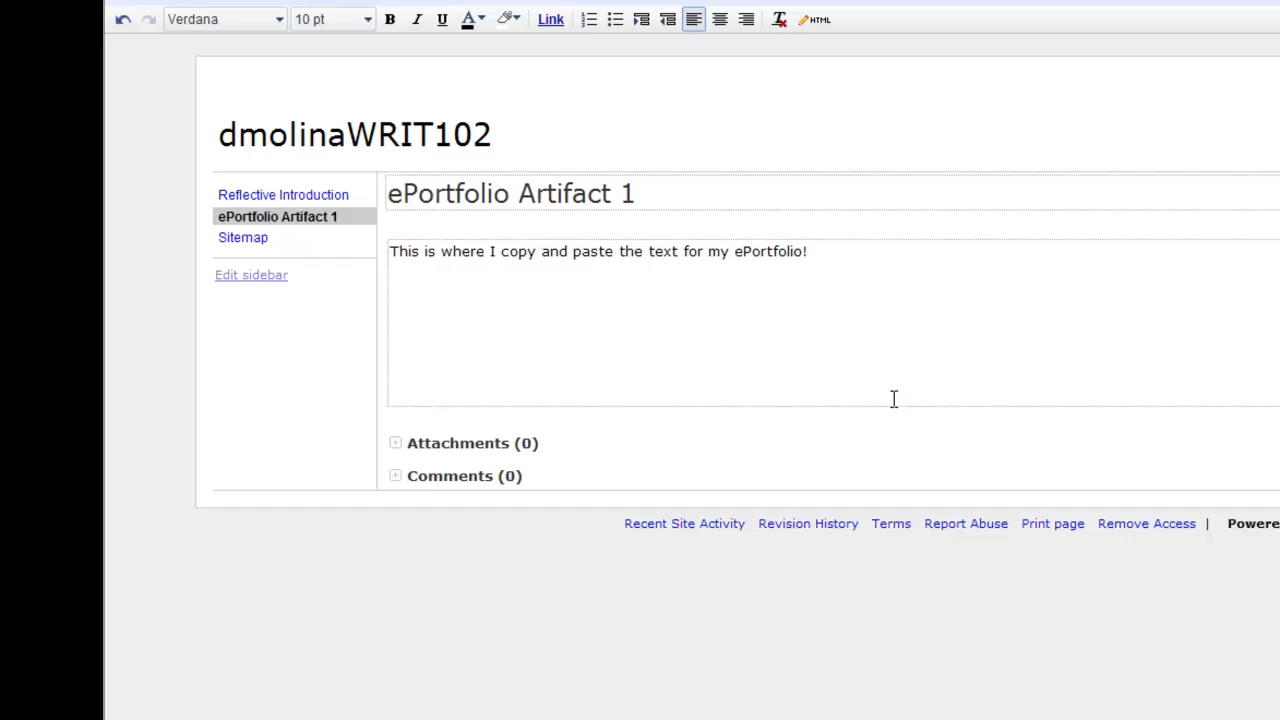 Verdana 10 pt B I U A Link HTML
dmolinaWRIT102
Reflective Introduction
ePortfolio Artifact 1
Sitemap
Edit sidebar
ePortfolio Artifact 1
This is where I copy and paste the text for my ePortfolio!
Attachments (0)
Comments (0)
Recent Site Activity Revision History Terms Report Abuse Print page Remove Access | Powere